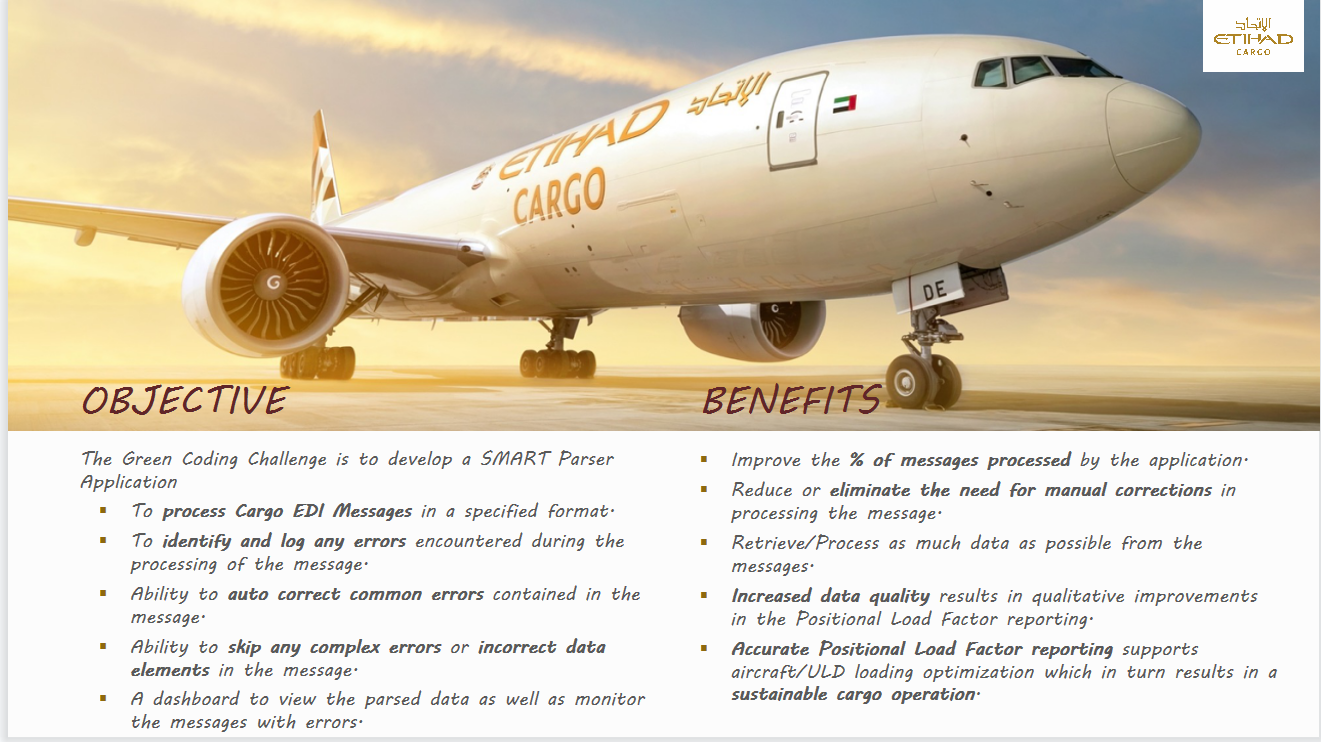 الإتحاد
ETIHAD
CARGO
ETIHAD
الإتحاد
CARGO
DE
OBJECTIVE
The Green Coding Challenge is to develop a SMART Parser
Application
▪ To process Cargo EDI Messages in a specified format.
▪ To identify and log any errors encountered during the
processing of the message.
▪ Ability to auto correct common errors contained in the
message.
▪ Ability to skip any complex errors or incorrect data
elements in the message.
▪ A dashboard to view the parsed data as well as monitor
the messages with errors.
BENEFITS
▪ Improve the % of messages processed by the application.
▪ Reduce or eliminate the need for manual corrections in
processing the message.
▪ Retrieve/Process as much data as possible from the
messages.
▪ Increased data quality results in qualitative improvements
in the Positional Load Factor reporting.
▪ Accurate Positional Load Factor reporting supports
aircraft/ULD loading optimization which in turn results in a
sustainable cargo operation.